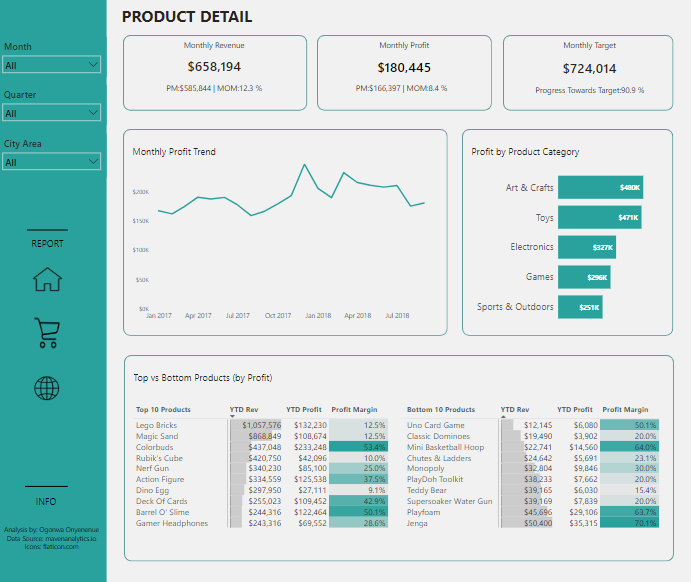 PRODUCT DETAIL
Month
All
Quarter
All
City Area
All
REPORT
INFO
Analysis by: Ogonwa Onyenenue
Data Source: mavenanalytics.io
Icons: flaticon.com
Monthly Revenue
$658,194
PM:$585,844 | MOM:12.3 %
Monthly Profit
$180,445
PM:$166,397 | MOM:8.4 %
Monthly Target
$724,014
Progress Towards Target:90.9 %
Monthly Profit Trend
$200K
$150K
$100K
$50K
$0K
Jan 2017 Apr 2017 Jul 2017 Oct 2017 Jan 2018 Apr 2018 Jul 2018
Profit by Product Category
Art & Crafts $480K
Toys $471K
Electronics $327K
Games $296K
Sports & Outdoors $251K
Top vs Bottom Products (by Profit)
Top 10 Products YTD Rev YTD Profit Profit Margin
Lego Bricks $1,057,576 $132,230 12.5%
Magic Sand $868,849 $108,674 12.5%
Colorbuds $437,048 $233,248 53.4%
Rubik's Cube $420,750 $42,096 10.0%
Nerf Gun $340,230 $85,100 25.0%
Action Figure $334,559 $125,538 37.5%
Dino Egg $297,950 $27,111 9.1%
Deck Of Cards $255,023 $109,452 42.9%
Barrel O' Slime $244,316 $122,464 50.1%
Gamer Headphones $243,316 $69,552 28.6%
Bottom 10 Products YTD Rev YTD Profit Profit Margin
Uno Card Game $12,145 $6,080 50.1%
Classic Dominoes $19,490 $3,902 20.0%
Mini Basketball Hoop $22,741 $14,560 64.0%
Chutes & Ladders $24,642 $5,691 23.1%
Monopoly $32,804 $9,846 30.0%
PlayDoh Toolkit $38,233 $7,662 20.0%
Teddy Bear $39,165 $6,030 15.4%
Supersoaker Water Gun $39,169 $7,839 20.0%
Playfoam $45,696 $29,106 63.7%
Jenga $50,400 $35,315 70.1%